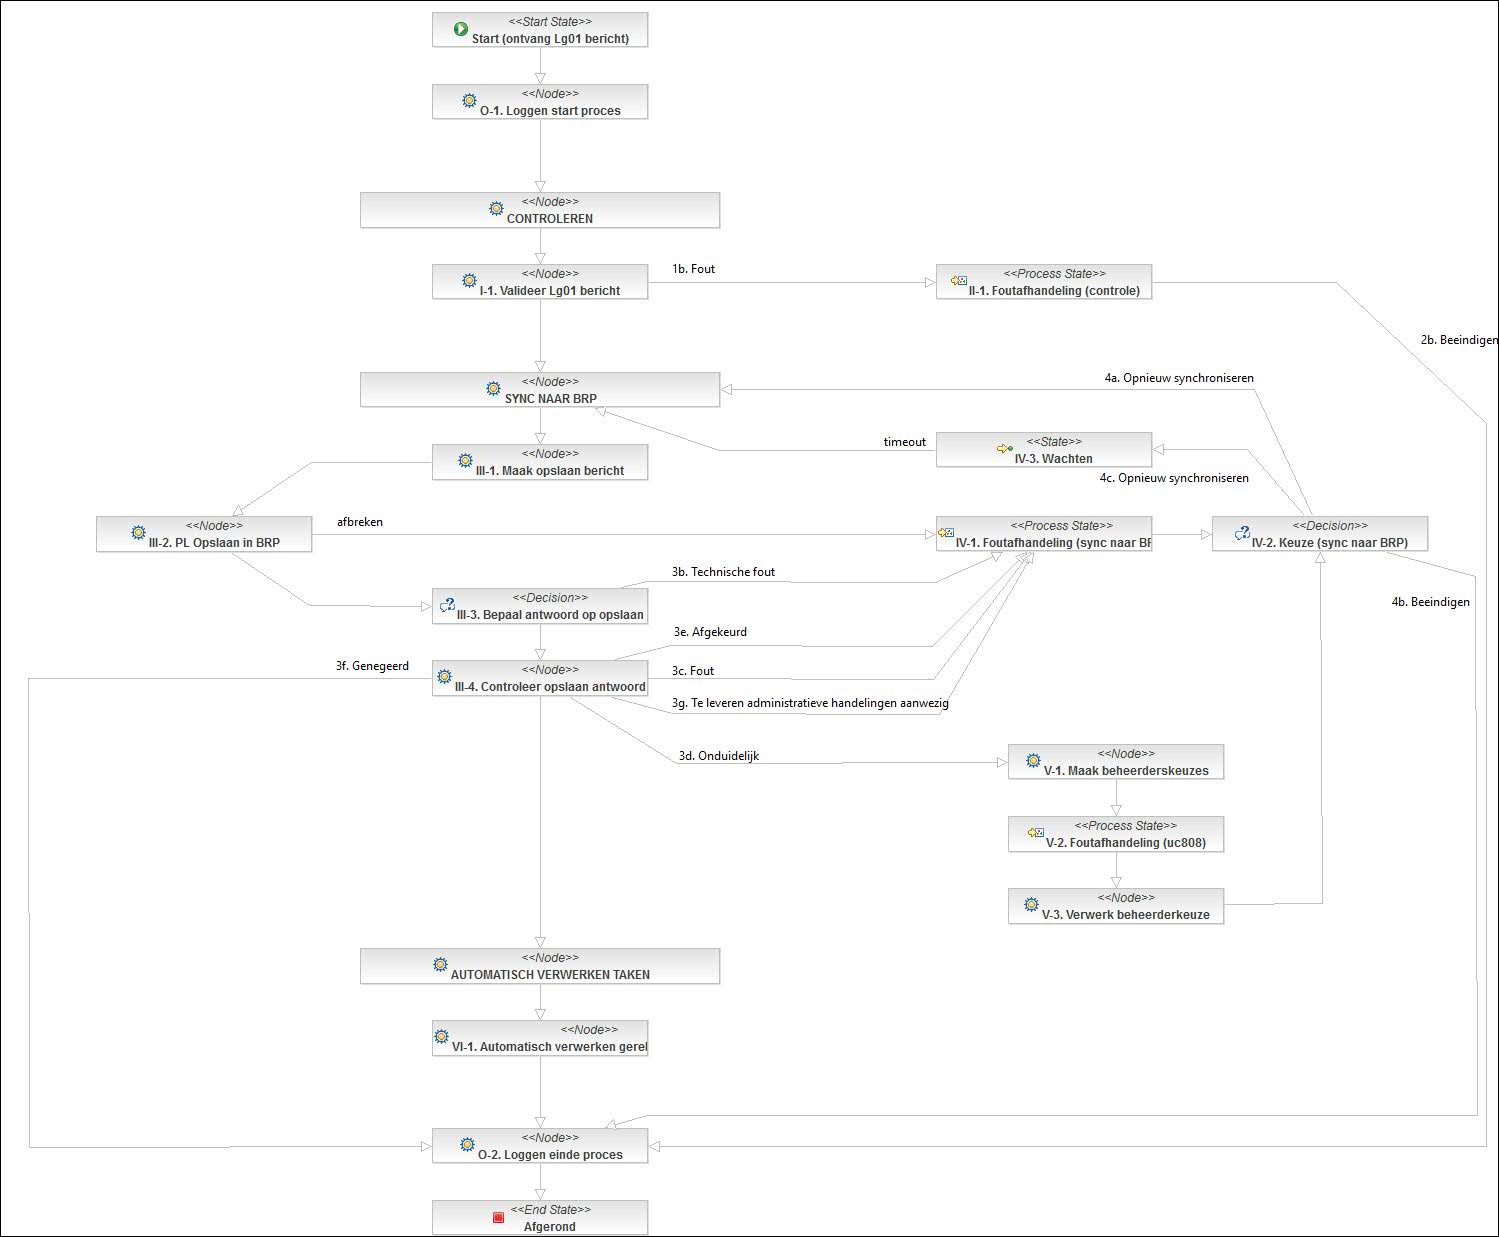 <<Start State>>
Start (ontvang Lg01 bericht)
<<Node>>
O-1. Loggen start proces
<<Node>>
CONTROLEREN
<<Node>>
I-1. Valideer Lg01 bericht
1b. Fout
<<Process State>>
II-1. Foutafhandeling (controle)
2b. Beeindigen
<<Node>>
SYNC NAAR BRP
4a. Opnieuw synchroniseren
timeout
<<State>>
IV-3. Wachten
<<Node>>
III-1. Maak opslaan bericht
4c. Opnieuw synchroniseren
<<Node>>
III-2. PL Opslaan in BRP
afbreken
<<Process State>>
IV-1. Foutafhandeling (sync naar BF
<<Decision>>
IV-2. Keuze (sync naar BRP)
3b. Technische fout
<<Decision>>
III-3. Bepaal antwoord op opslaan
4b. Beeindigen
3e. Afgekeurd
3f. Genegeerd
<<Node>>
III-4. Controleer opslaan antwoord
3c. Fout
3g. Te leveren administratieve handelingen aanwezig
3d. Onduidelijk
<<Node>>
V-1. Maak beheerderskeuzes
<<Process State>>
V-2. Foutafhandeling (uc808)
<<Node>>
V-3. Verwerk beheerderkeuze
<<Node>>
AUTOMATISCH VERWERKEN TAKEN
<<Node>>
VI-1. Automatisch verwerken gerel
<<Node>>
O-2. Loggen einde proces
<<End State>>
Afgerond